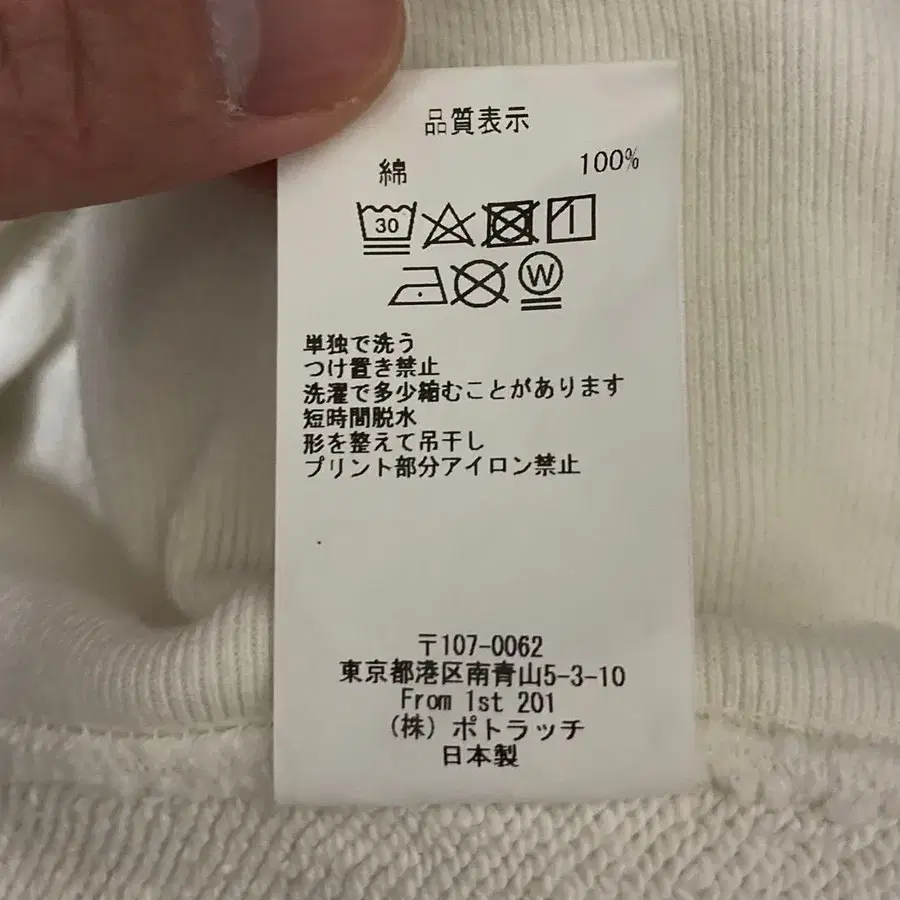 品質表示
綿 100%
30
W
単独で洗う
つけ置き禁止
洗濯で多少縮むことがあります
短時間脱水
形を整えて吊干し
プリント部分アイロン禁止
〒107-0062
東京都港区南青山5-3-10
From 1st 201
(株) ポトラッチ
日本製